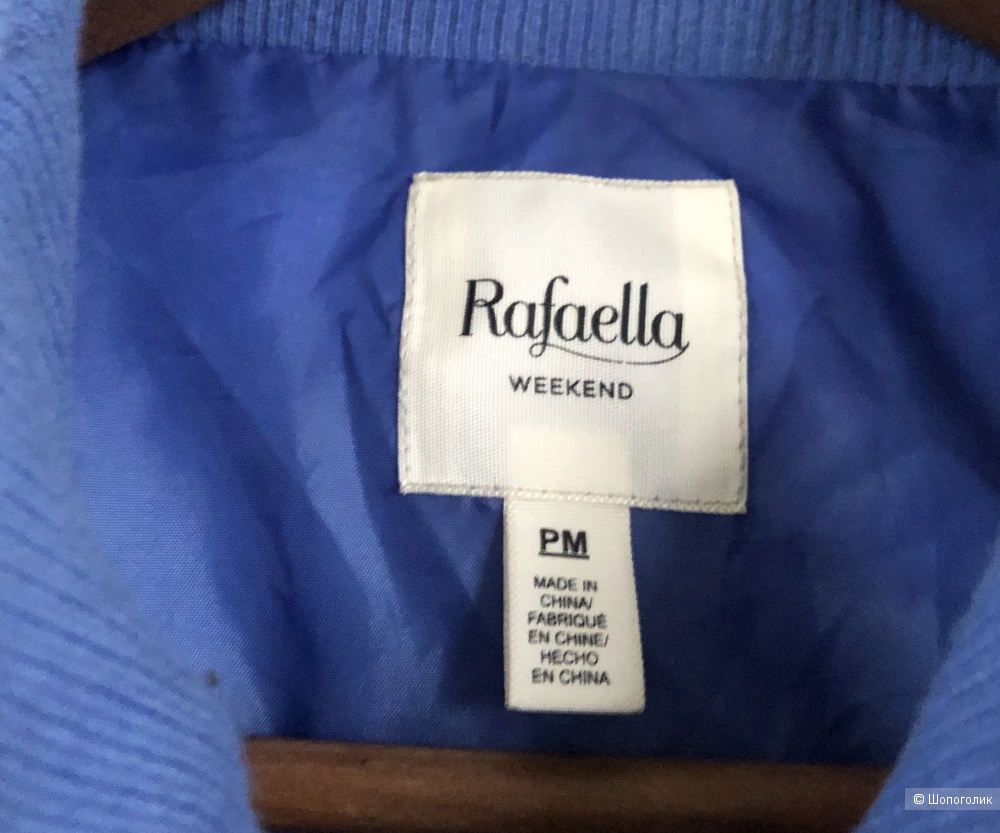 Rafaella
WEEKEND
PM
MADE IN
CHINA/
FABRIQUÉ
EN CHINE/
HECHO
EN CHINA
© Шопоголик